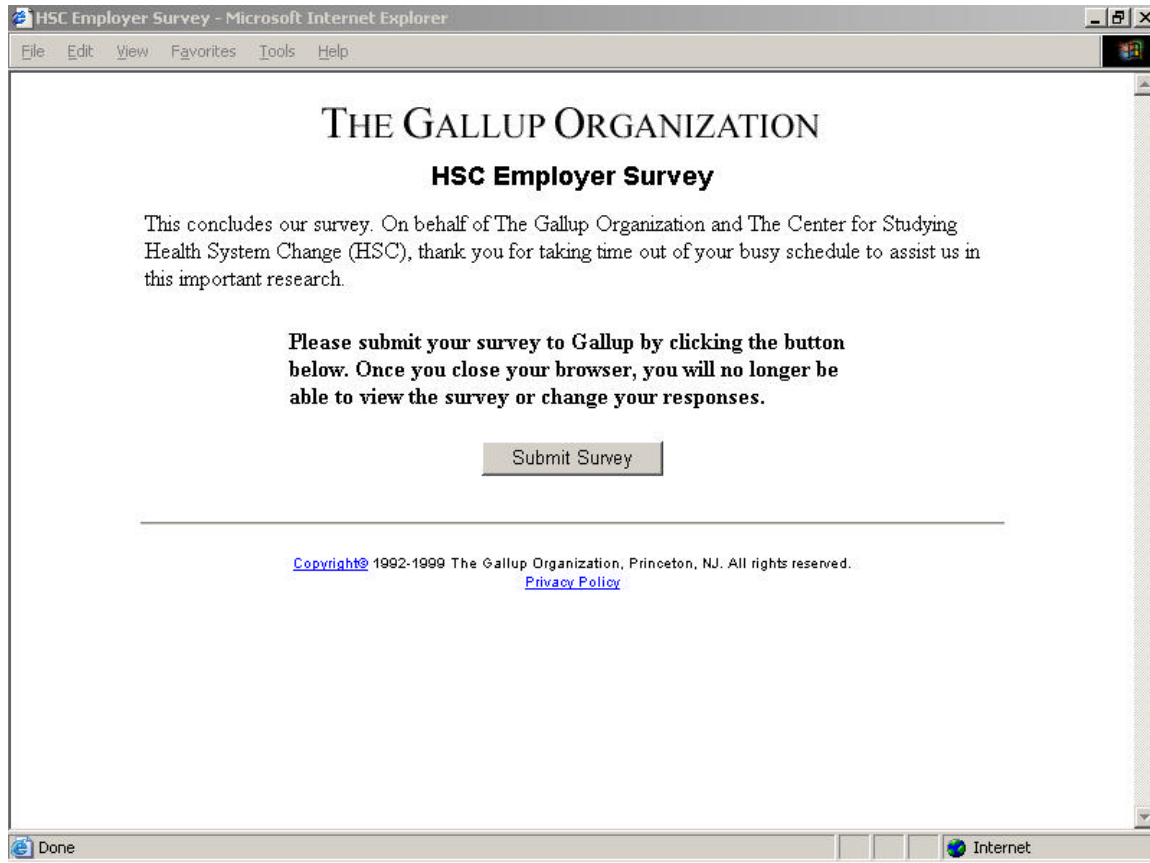 HSC Employer Survey - Microsoft Internet Explorer
File Edit View Favorites Tools Help
THE GALLUP ORGANIZATION
HSC Employer Survey
This concludes our survey. On behalf of The Gallup Organization and The Center for Studying
Health System Change (HSC), thank you for taking time out of your busy schedule to assist us in
this important research.
Please submit your survey to Gallup by clicking the button
below. Once you close your browser, you will no longer be
able to view the survey or change your responses.
Submit Survey
Copyright© 1992-1999 The Gallup Organization, Princeton, NJ. All rights reserved.
Privacy Policy
Done Internet